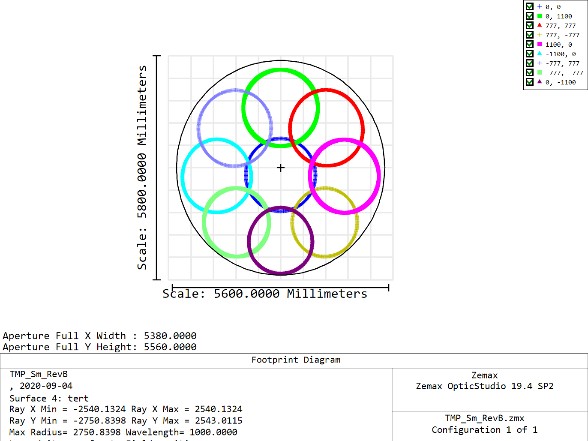 0, 0
0, 1100
777, 777
777, -777
1100, 0
-1100, 0
-777, 777
-777, -777
0, -1100
Scale: 5800.0000 Millimeters
Scale: 5600.0000 Millimeters
Aperture Full X Width : 5380.0000
Aperture Full Y Height: 5560.0000
Footprint Diagram
TMP_Sm_RevB
, 2020-09-04
Surface 4: tert
Ray X Min = -2540.1324 Ray X Max = 2540.1324
Ray Y Min = -2750.8398 Ray Y Max = 2543.0115
Max Radius= 2750.8398 Wavelength= 1000.0000
Zemax
Zemax OpticStudio 19.4 SP2
TMP_Sm_RevB.zmx
Configuration 1 of 1